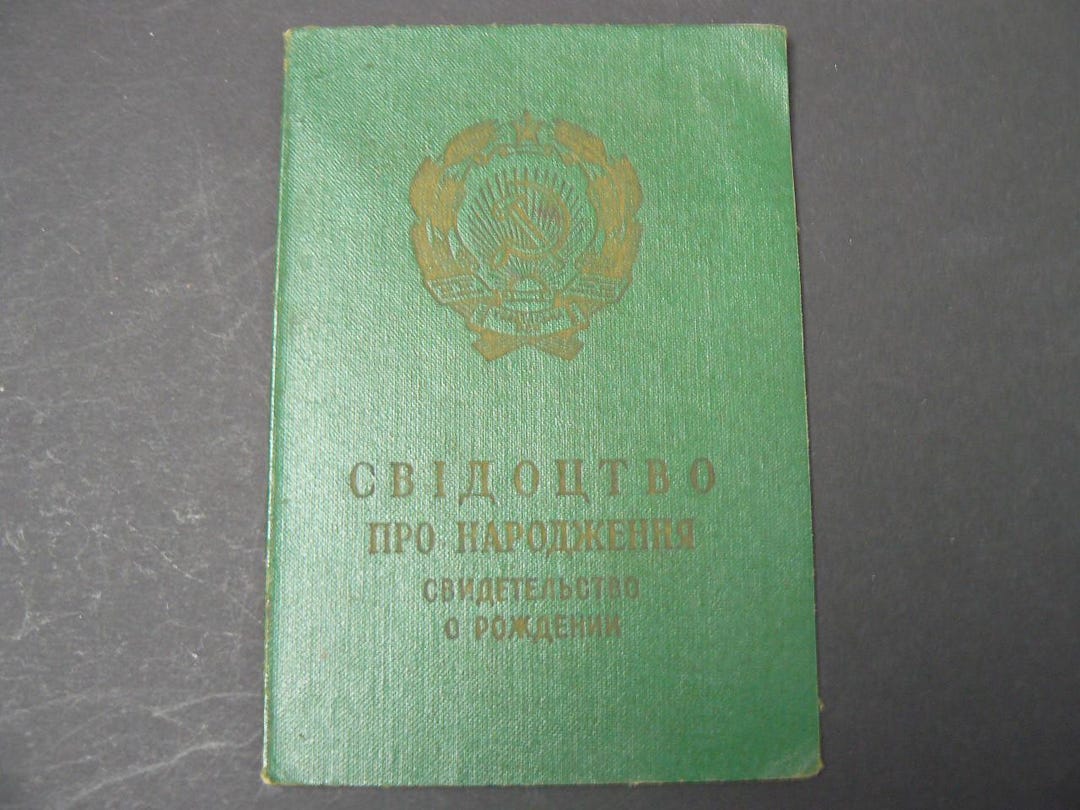 СВІДОЦТВО
ПРО НАРОДЖЕННЯ
СВИДЕТЕЛЬСТВО
О РОЖДЕНИИ